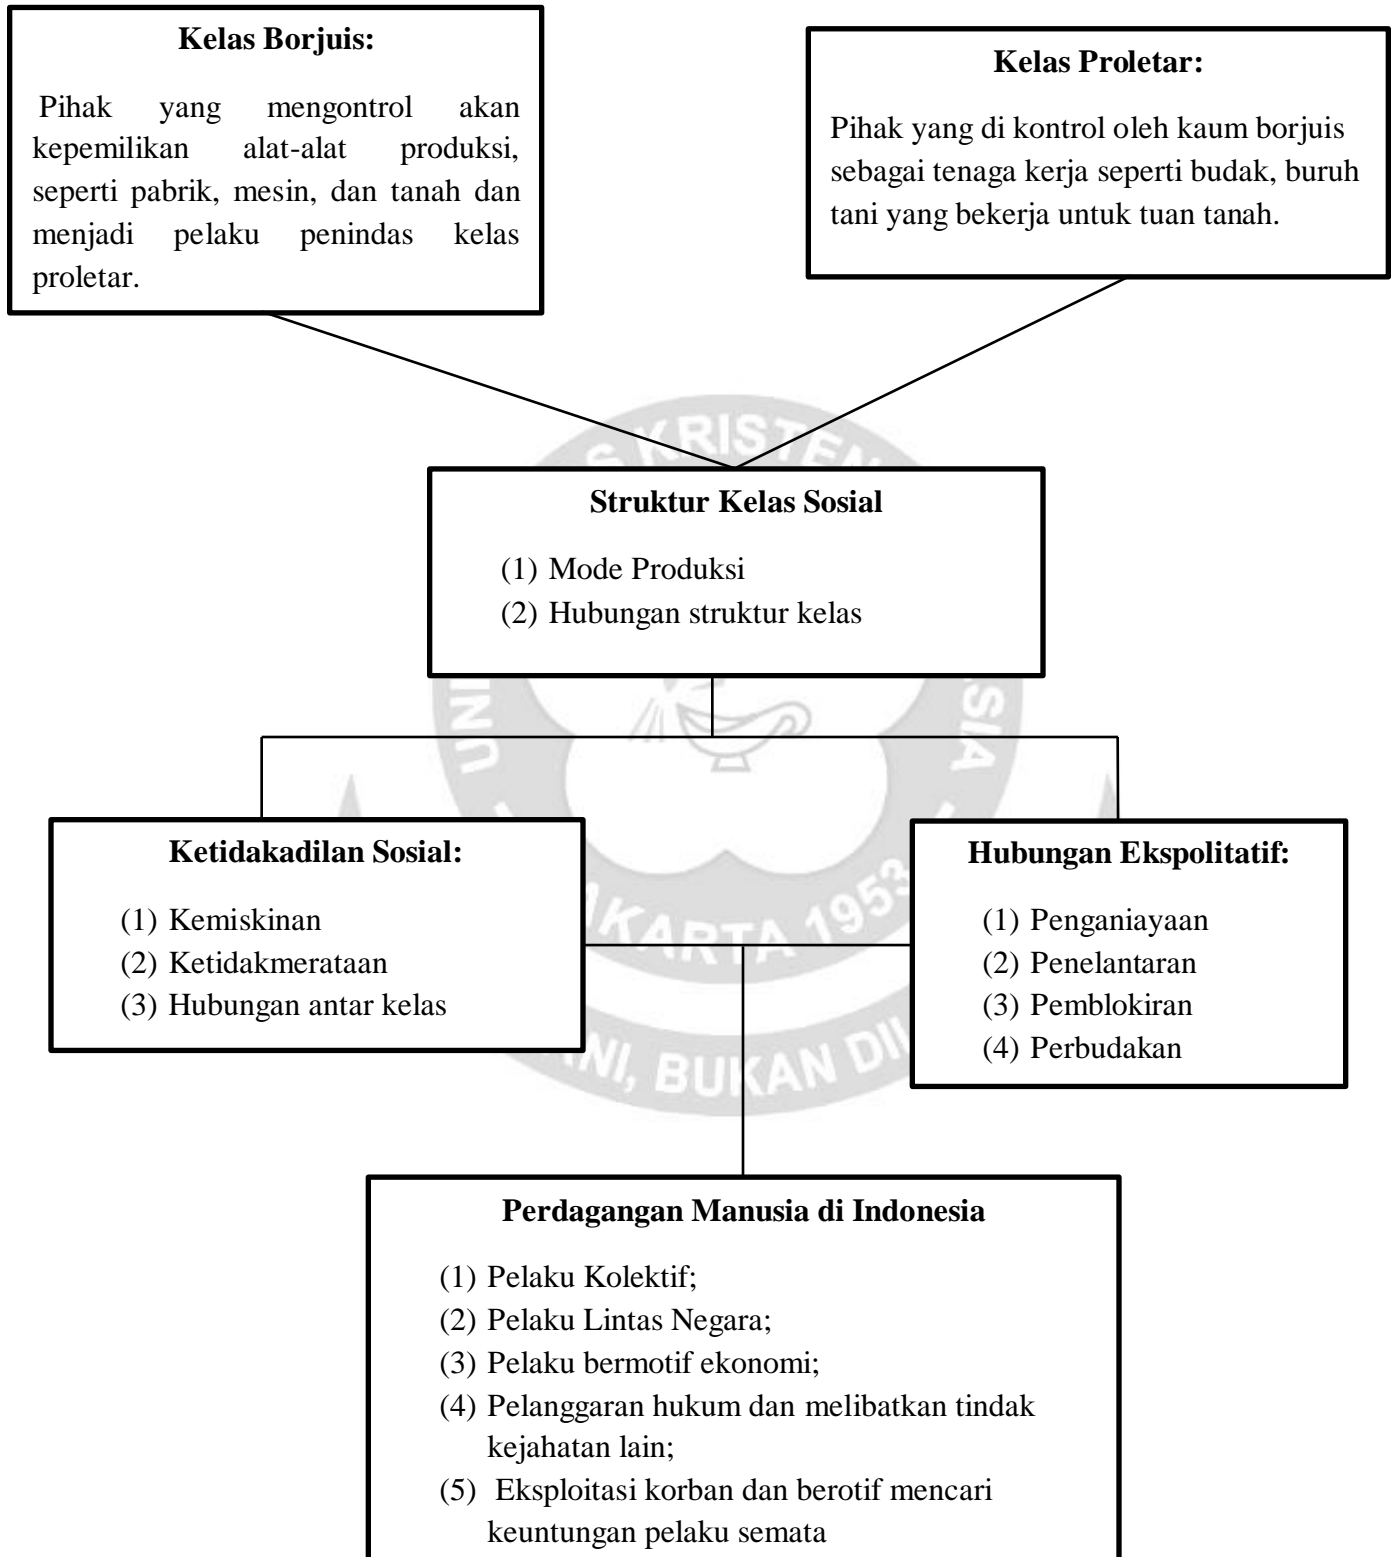 Kelas Borjuis:
Pihak yang mengontrol akan
kepemilikan alat-alat produksi,
seperti pabrik, mesin, dan tanah dan
menjadi pelaku penindas kelas
proletar.
Kelas Proletar:
Pihak yang di kontrol oleh kaum borjuis
sebagai tenaga kerja seperti budak, buruh
tani yang bekerja untuk tuan tanah.
Struktur Kelas Sosial
(1) Mode Produksi
(2) Hubungan struktur kelas
Ketidakadilan Sosial:
(1) Kemiskinan
(2) Ketidakmerataan
(3) Hubungan antar kelas
Hubungan Ekspolitatif:
(1) Penganiayaan
(2) Penelantaran
(3) Pemblokiran
(4) Perbudakan
Perdagangan Manusia di Indonesia
(1) Pelaku Kolektif;
(2) Pelaku Lintas Negara;
(3) Pelaku bermotif ekonomi;
(4) Pelanggaran hukum dan melibatkan tindak
kejahatan lain;
(5) Eksploitasi korban dan berotif mencari
keuntungan pelaku semata
1953
BUKAN